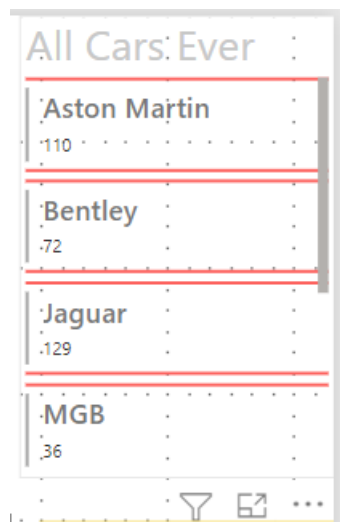 All Cars Ever
Aston Martin
110
Bentley
72
Jaguar
129
MGB
36